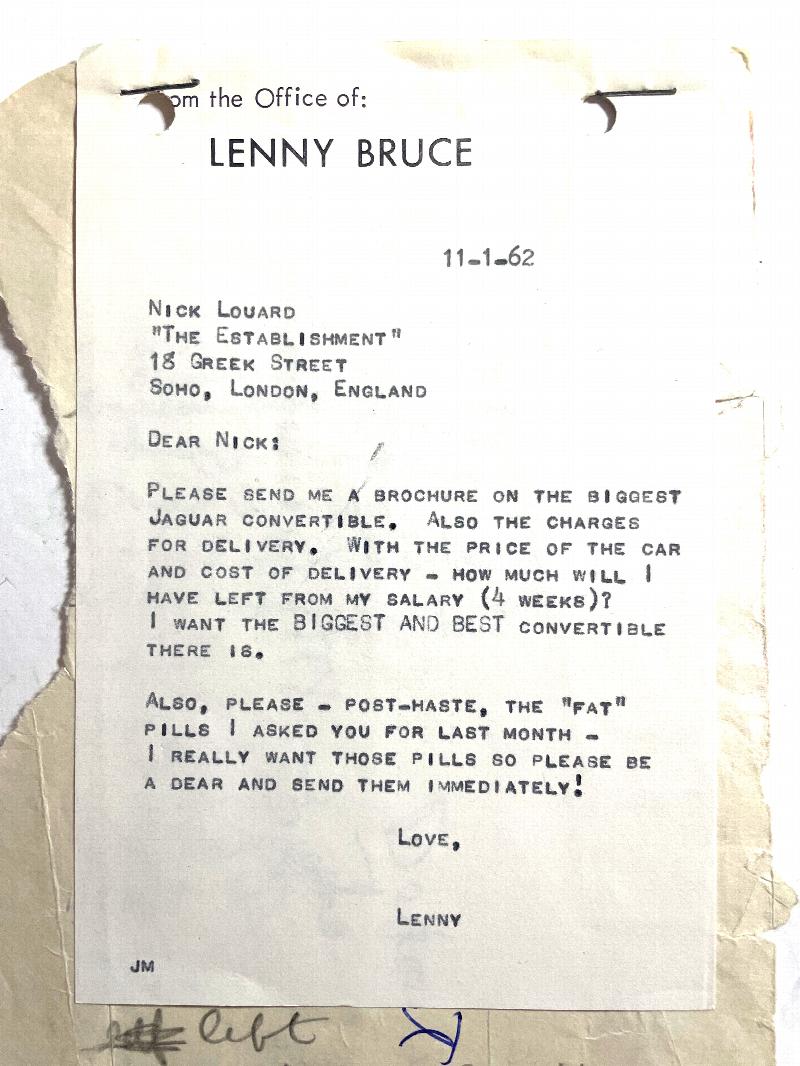 From the Office of:
LENNY BRUCE
11-1-62
NICK LOUARD
"THE ESTABLISHMENT"
18 GREEK STREET
SOHO, LONDON, ENGLAND
DEAR NICK:
PLEASE SEND ME A BROCHURE ON THE BIGGEST
JAGUAR CONVERTIBLE. ALSO THE CHARGES
FOR DELIVERY. WITH THE PRICE OF THE CAR
AND COST OF DELIVERY - HOW MUCH WILL I
HAVE LEFT FROM MY SALARY (4 WEEKS)?
I WANT THE BIGGEST AND BEST CONVERTIBLE
THERE IS.
ALSO, PLEASE - POST-HASTE, THE "FAT"
PILLS I ASKED YOU FOR LAST MONTH -
I REALLY WANT THOSE PILLS SO PLEASE BE
A DEAR AND SEND THEM IMMEDIATELY!
LOVE,
LENNY
JM
left